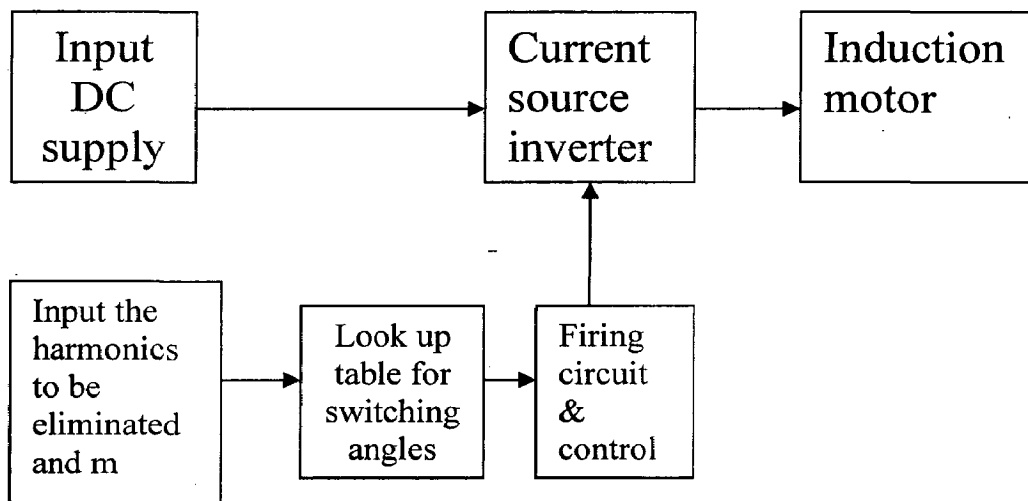 Input
DC
supply
Current
source
inverter
Induction
motor
Input the
harmonics
to be
eliminated
and m
Look up
table for
switching
angles
Firing
circuit
&
control